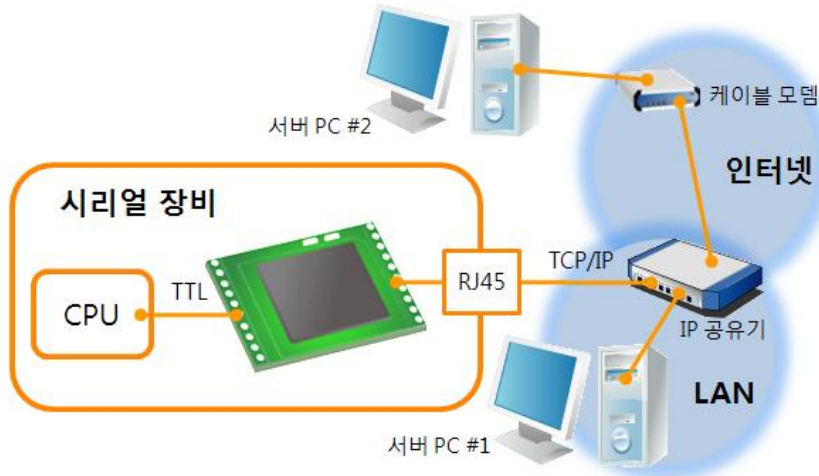 서버 PC #2
케이블 모뎀
인터넷
시리얼 장비
CPU
TTL
RJ45
TCP/IP
IP 공유기
LAN
서버 PC #1